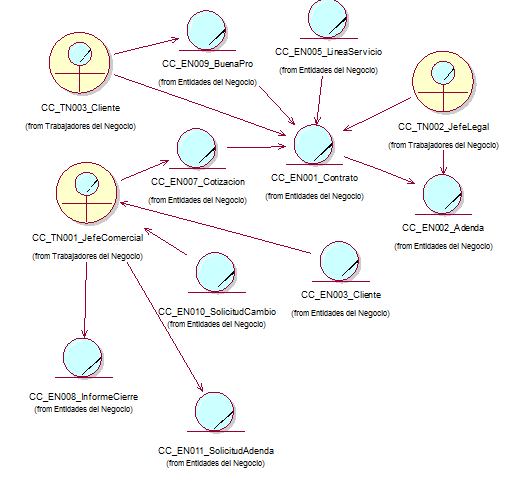 CC_EN009_BuenaPro
(from Entidades del Negocio)
CC_EN005_LineaServicio
(from Entidades del Negocio)
CC_TN003_Cliente
(from Trabajadores del Negocio)
CC_TN002_JefeLegal
(from Trabajadores del Negocio)
CC_EN007_Cotizacion
(from Entidades del Negocio)
CC_EN001_Contrato
(from Entidades del Negocio)
CC_EN002_Adenda
(from Entidades del Negocio)
CC_TN001_JefeComercial
(from Trabajadores del Negocio)
CC_EN010_SolicitudCambio
(from Entidades del Negocio)
CC_EN003_Cliente
(from Entidades del Negocio)
CC_EN008_InformeCierre
(from Entidades del Negocio)
CC_EN011_SolicitudAdenda
(from Entidades del Negocio)